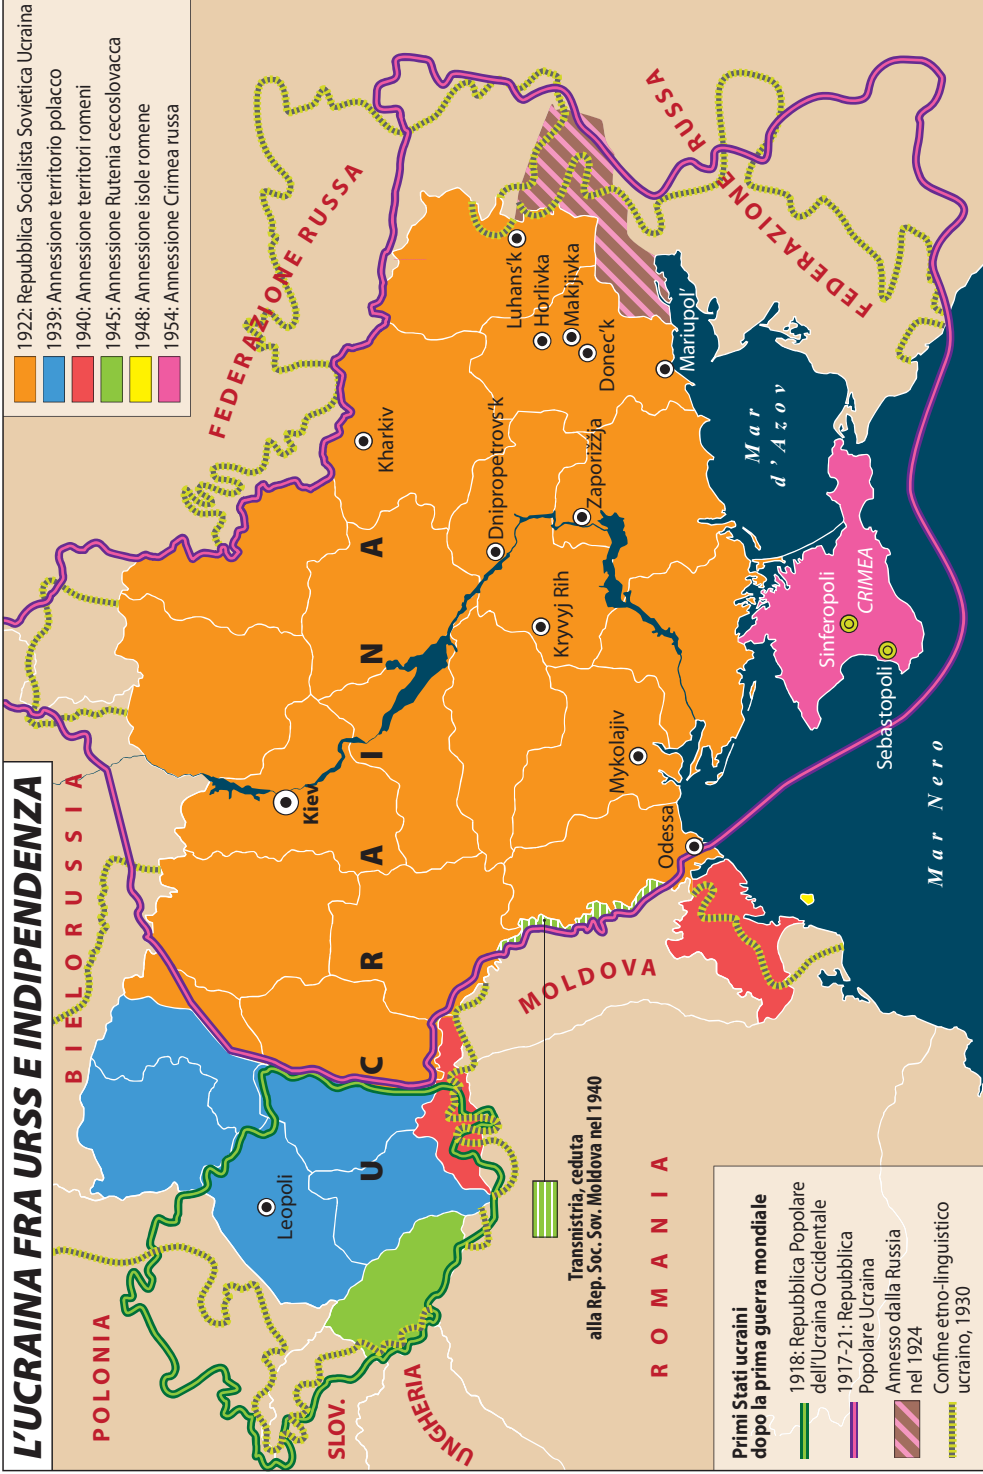 L'UCRAINA FRA URSS E INDIPENDENZA
1922: Repubblica Socialista Sovietica Ucraina
1939: Annessione territorio polacco
1940: Annessione territori romeni
1945: Annessione Rutenia cecoslovacca
1948: Annessione isole romene
1954: Annessione Crimea russa
BIELORUSSIA
FEDERAZIONE RUSSA
FEDERAZIONE RUSSA
POLONIA
SLOV.
UNGHERIA
ROMANIA
MOLDOVA
UCRAINA
Kiev
Leopoli
Kharkiv
Luhans'k
Horlivka
Makijivka
Donec'k
Mariupol'
Dnipropetrovs'k
Zaporižžja
Kryvyj Rih
Mykolajiv
Odessa
Mar
d'Azov
Sinferopoli
CRIMEA
Sebastopoli
Mar Nero
Transnistria, ceduta
alla Rep. Soc. Sov. Moldova nel 1940
Primi Stati ucraini
dopo la prima guerra mondiale
1918: Repubblica Popolare
dell'Ucraina Occidentale
1917-21: Repubblica
Popolare Ucraina
Annesso dalla Russia
nel 1924
Confine etno-linguistico
ucraino, 1930